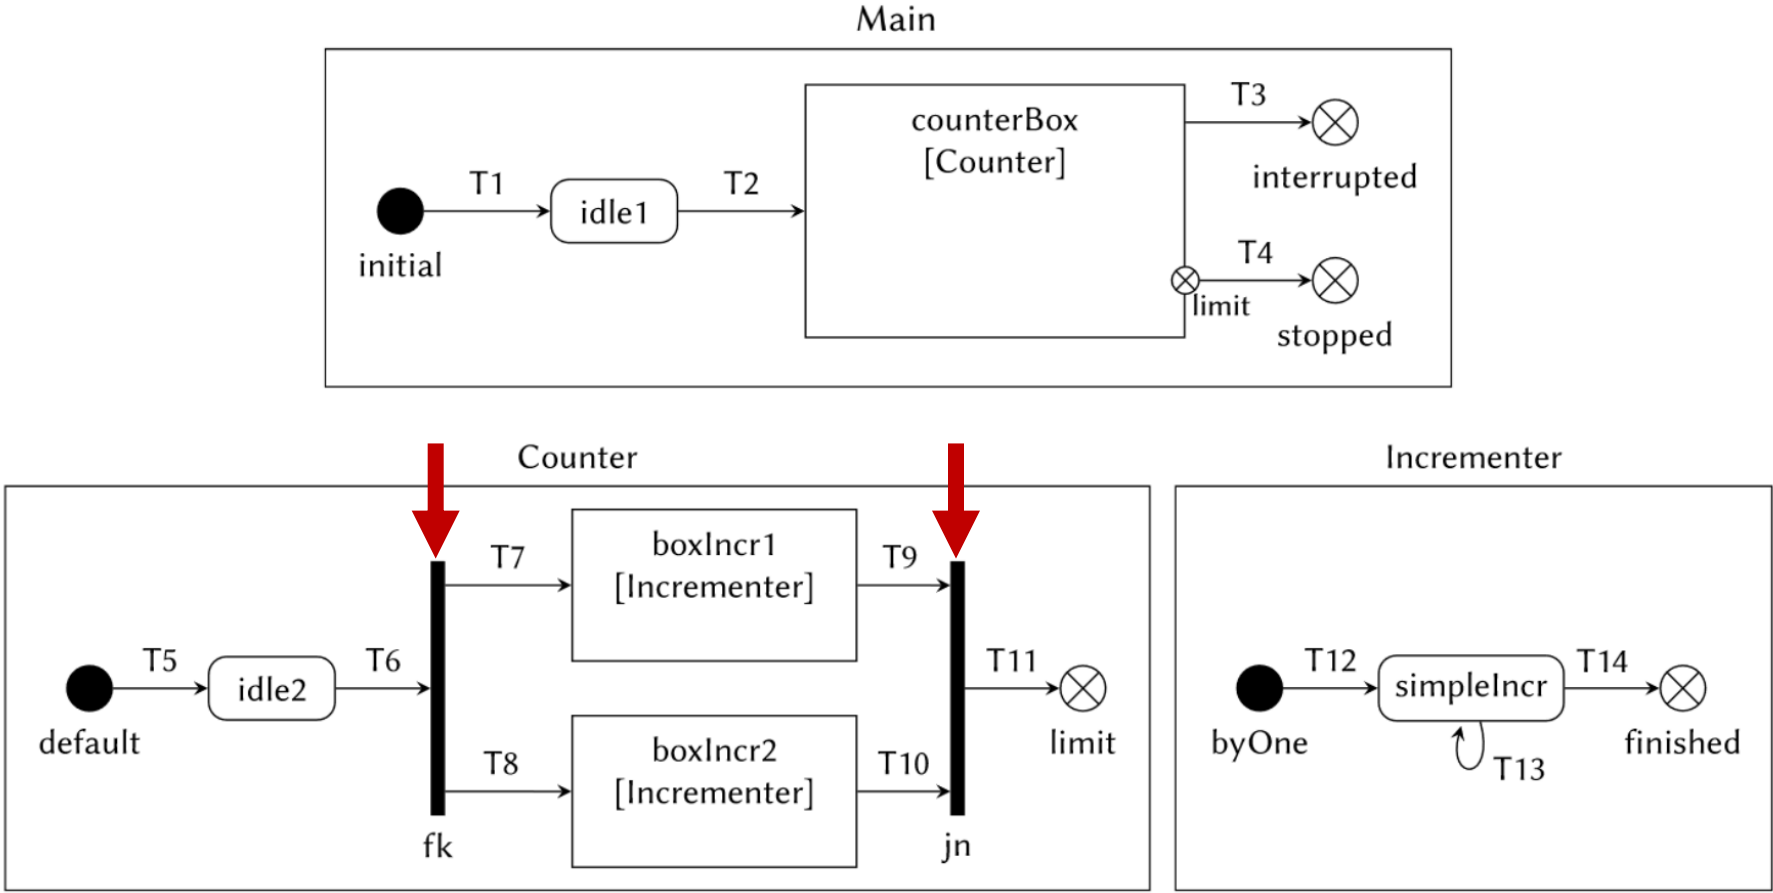 Main
counterBox
[Counter]
T3
interrupted
T1
T2
idle1
initial
T4
limit
stopped
Counter
Incrementer
boxIncr1
[Incrementer]
T7
T9
T5
idle2
T6
default
T11
limit
T8
boxIncr2
[Incrementer]
T10
fk
jn
T12
simpleIncr
T14
byOne
finished
T13